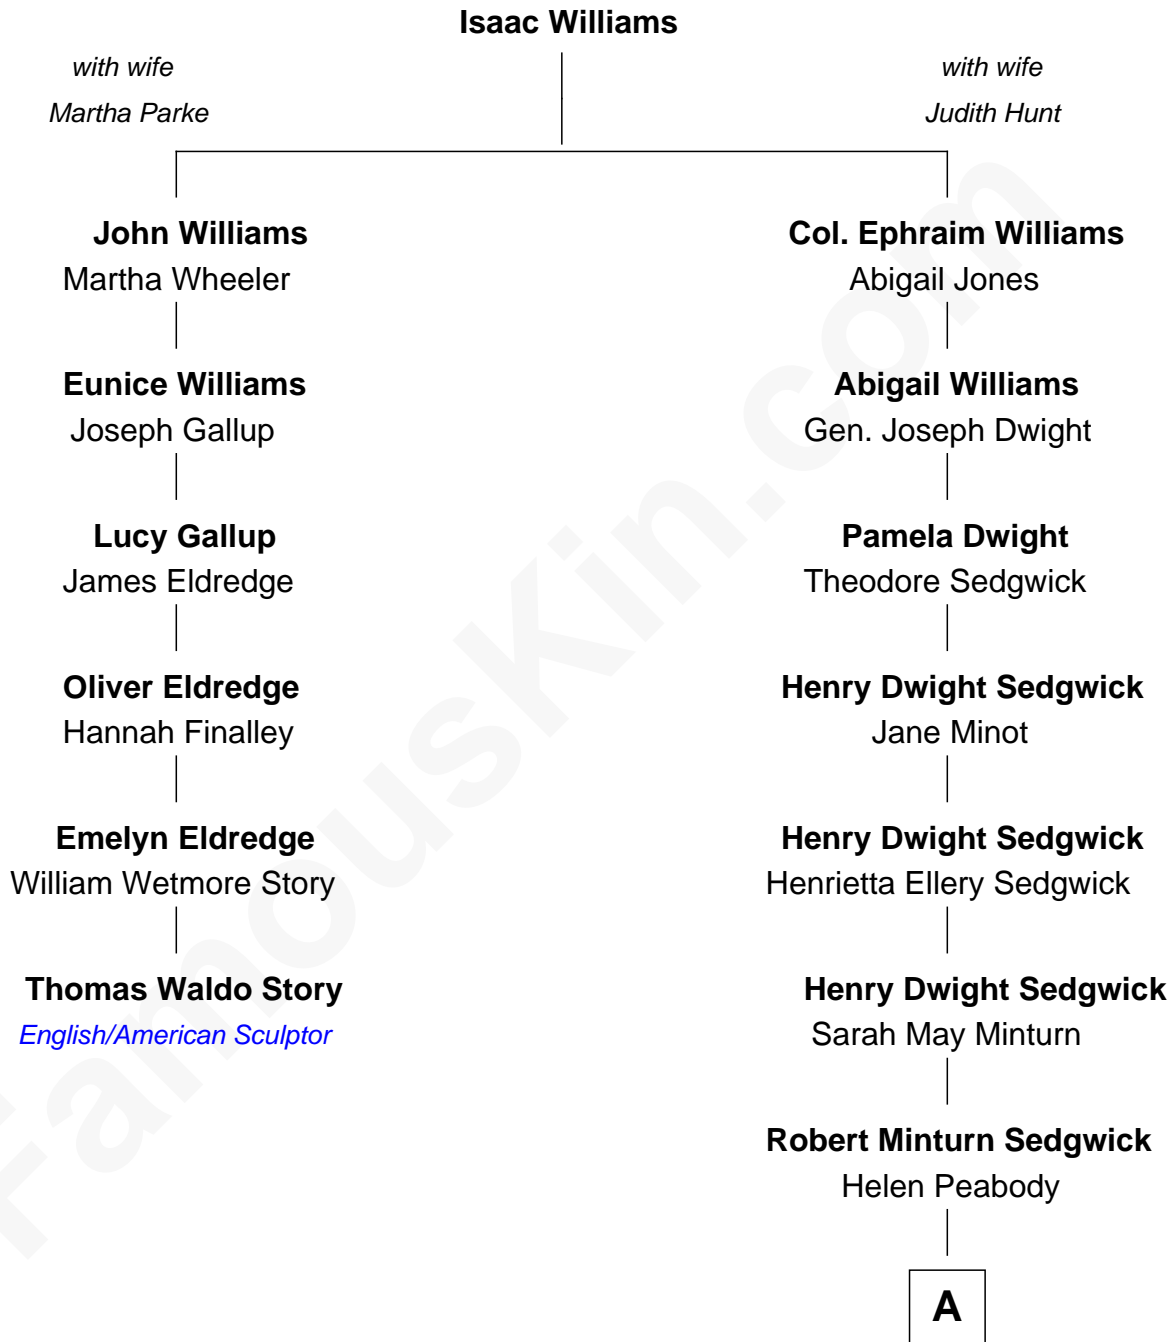 Isaac Williams
with wife
Martha Parke
with wife
Judith Hunt
John Williams
Martha Wheeler
Eunice Williams
Joseph Gallup
Lucy Gallup
James Eldredge
Oliver Eldredge
Hannah Finalley
Emelyn Eldredge
William Wetmore Story
Thomas Waldo Story
English/American Sculptor
Col. Ephraim Williams
Abigail Jones
Abigail Williams
Gen. Joseph Dwight
Pamela Dwight
Theodore Sedgwick
Henry Dwight Sedgwick
Jane Minot
Henry Dwight Sedgwick
Henrietta Ellery Sedgwick
Henry Dwight Sedgwick
Sarah May Minturn
Robert Minturn Sedgwick
Helen Peabody
A
FamousKin.com